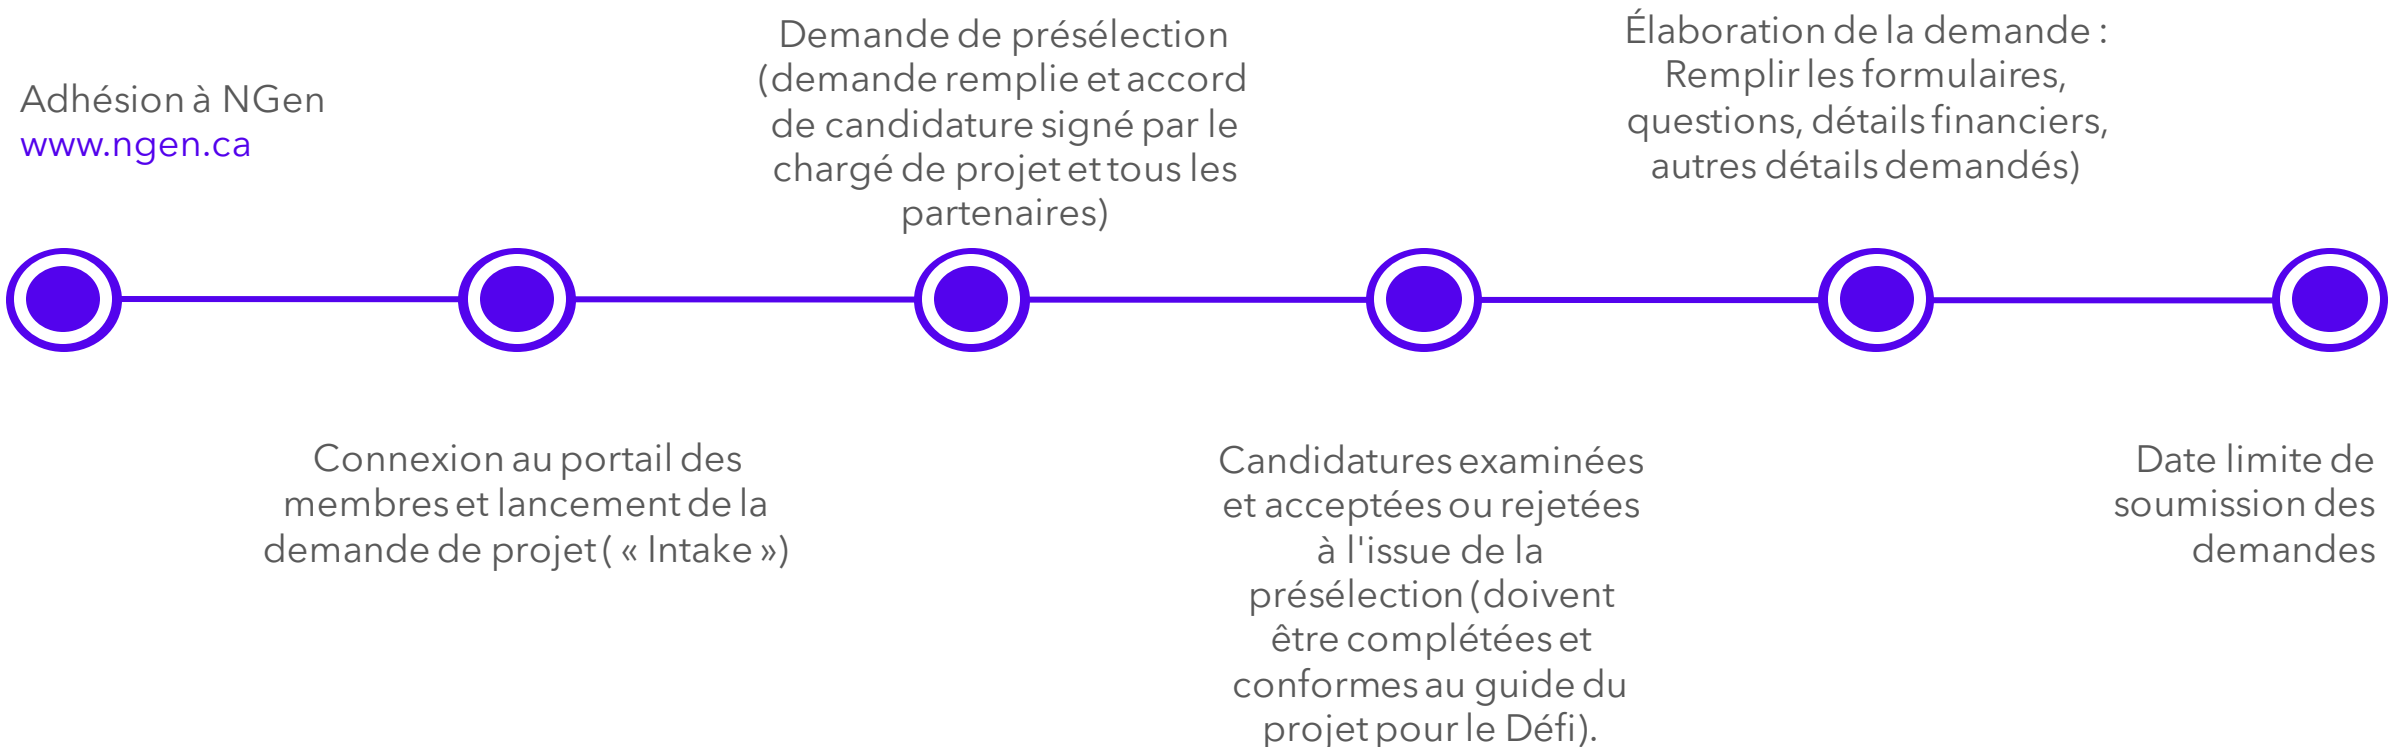 Adhésion à NGen
www.ngen.ca
Connexion au portail des
membres et lancement de la
demande de projet ( « Intake »)
Demande de présélection
(demande remplie et accord
de candidature signé par le
chargé de projet et tous les
partenaires)
Candidatures examinées
et acceptées ou rejetées
à l'issue de la
présélection (doivent
être complétées et
conformes au guide du
projet pour le Défi).
Élaboration de la demande :
Remplir les formulaires,
questions, détails financiers,
autres détails demandés)
Date limite de
soumission des
demandes